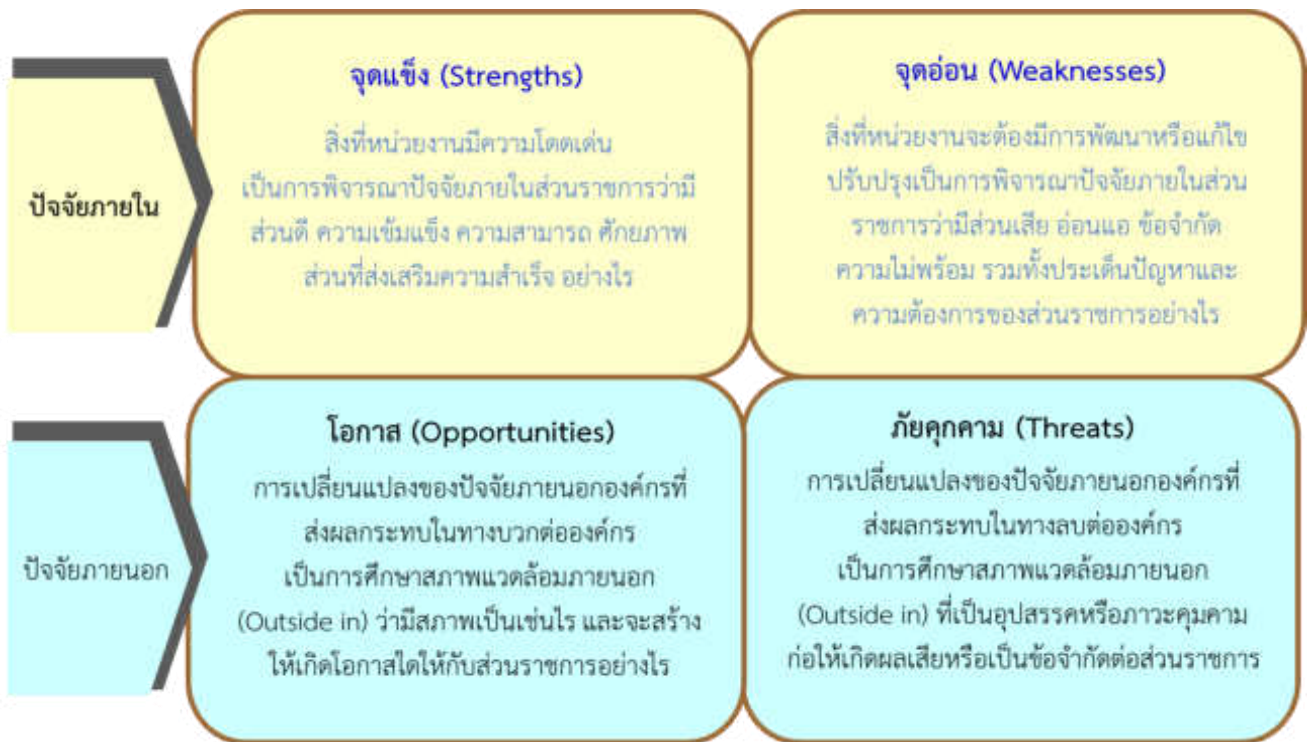 ปัจจัยภายใน
จุดแข็ง (Strengths)
สิ่งที่หน่วยงานมีความโดดเด่น
เป็นการพิจารณาปัจจัยภายในส่วนราชการว่ามี
ส่วนดี ความเข้มแข็ง ความสามารถ ศักยภาพ
ส่วนที่ส่งเสริมความสำเร็จ อย่างไร
จุดอ่อน (Weaknesses)
สิ่งที่หน่วยงานจะต้องมีการพัฒนาหรือแก้ไข
ปรับปรุงเป็นการพิจารณาปัจจัยภายในส่วน
ราชการว่ามีส่วนเสีย อ่อนแอ ข้อจำกัด
ความไม่พร้อม รวมทั้งประเด็นปัญหาและ
ความต้องการของส่วนราชการอย่างไร
ปัจจัยภายนอก
โอกาส (Opportunities)
การเปลี่ยนแปลงของปัจจัยภายนอกองค์กรที่
ส่งผลกระทบในทางบวกต่อองค์กร
เป็นการศึกษาสภาพแวดล้อมภายนอก
(Outside in) ว่ามีสภาพเป็นเช่นไร และจะสร้าง
ให้เกิดโอกาสใดให้กับส่วนราชการอย่างไร
ภัยคุกคาม (Threats)
การเปลี่ยนแปลงของปัจจัยภายนอกองค์กรที่
ส่งผลกระทบในทางลบต่อองค์กร
เป็นการศึกษาสภาพแวดล้อมภายนอก
(Outside in) ที่เป็นอุปสรรคหรือภาวะคุมคาม
ก่อให้เกิดผลเสียหรือเป็นข้อจำกัดต่อส่วนราชการ